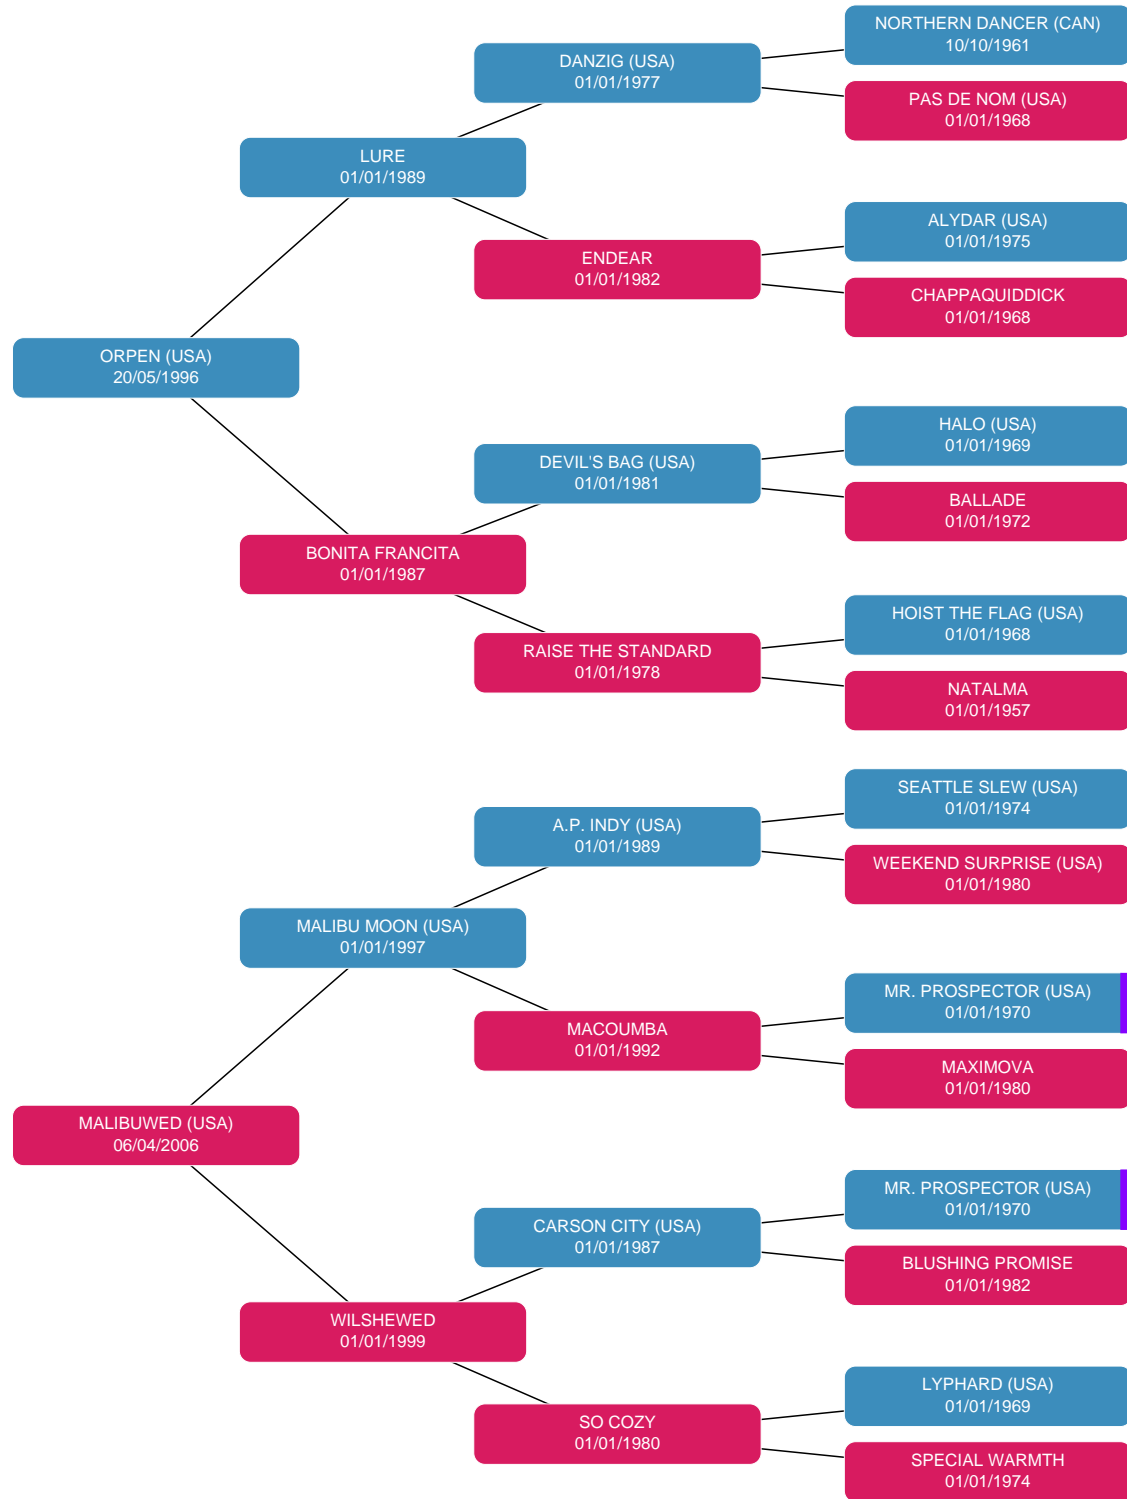 NORTHERN DANCER (CAN)
10/10/1961
DANZIG (USA)
01/01/1977
PAS DE NOM (USA)
01/01/1968
LURE
01/01/1989
ALYDAR (USA)
01/01/1975
ENDEAR
01/01/1982
CHAPPAQUIDDICK
01/01/1968
ORPEN (USA)
20/05/1996
HALO (USA)
01/01/1969
DEVIL'S BAG (USA)
01/01/1981
BALLADE
01/01/1972
BONITA FRANCITA
01/01/1987
HOIST THE FLAG (USA)
01/01/1968
RAISE THE STANDARD
01/01/1978
NATALMA
01/01/1957
SEATTLE SLEW (USA)
01/01/1974
A.P. INDY (USA)
01/01/1989
WEEKEND SURPRISE (USA)
01/01/1980
MALIBU MOON (USA)
01/01/1997
MR. PROSPECTOR (USA)
01/01/1970
MACOUMBA
01/01/1992
MAXIMOVA
01/01/1980
MALIBUWED (USA)
06/04/2006
MR. PROSPECTOR (USA)
01/01/1970
CARSON CITY (USA)
01/01/1987
BLUSHING PROMISE
01/01/1982
WILSHEWED
01/01/1999
LYPHARD (USA)
01/01/1969
SO COZY
01/01/1980
SPECIAL WARMTH
01/01/1974